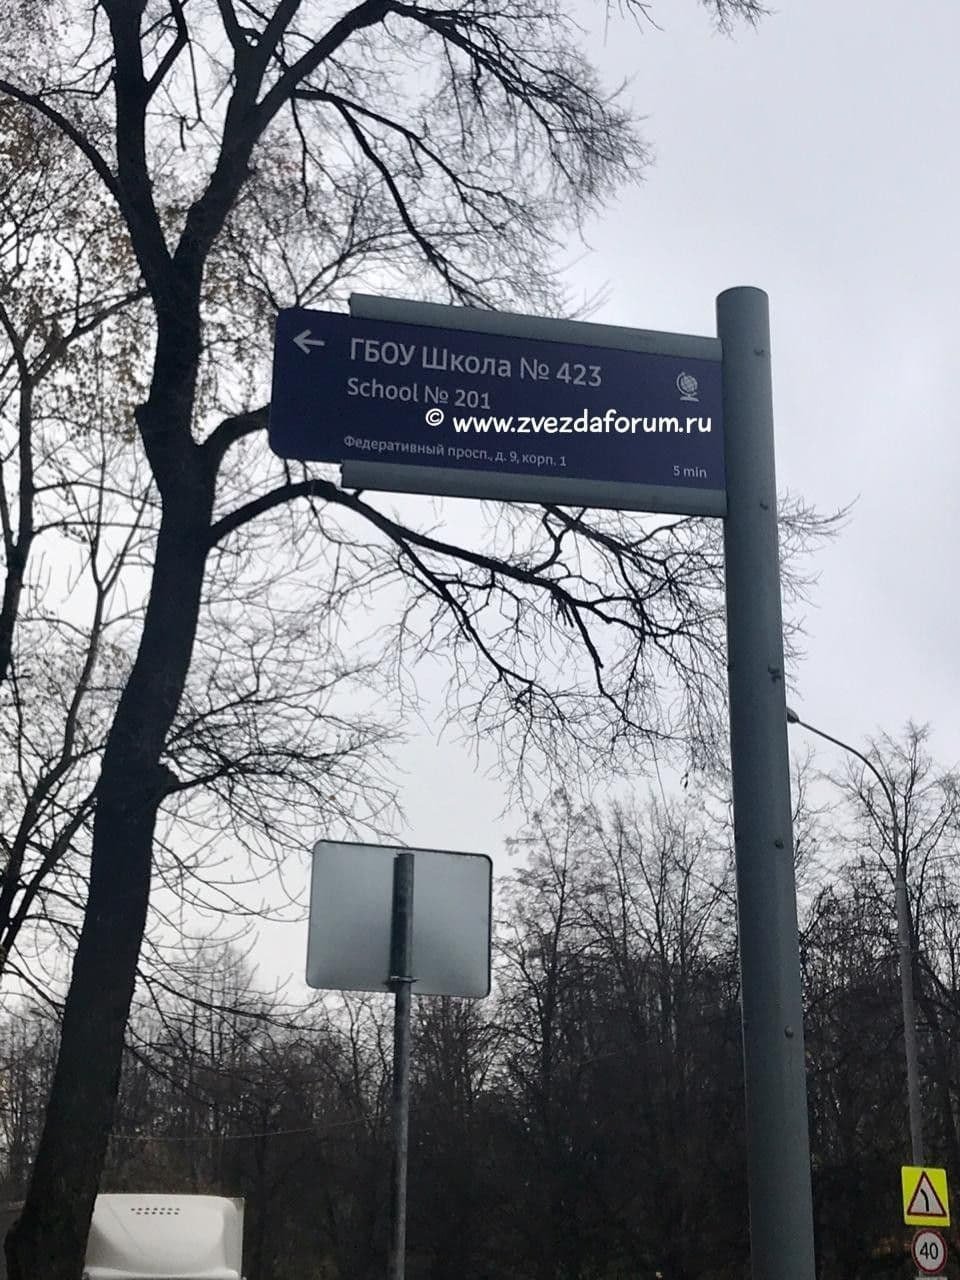 ГБОУ Школа № 423
School № 201
© www.zvezdaforum.ru
Федеративный просп., д. 9, корп. 1
5 min
40